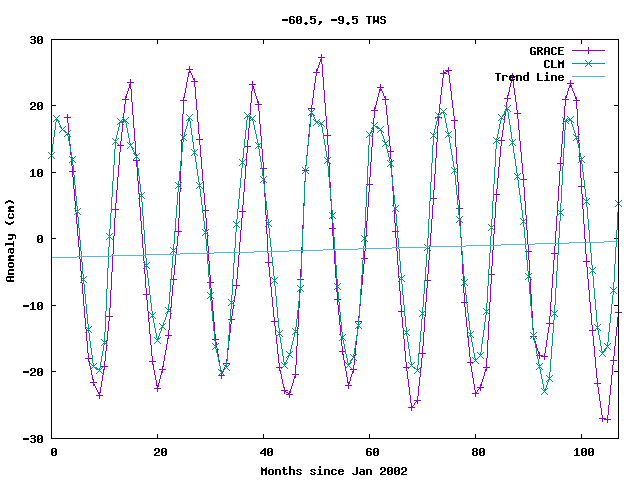 -60.5, -9.5 TWS
GRACE
CLM
Trend Line
30
20
10
0
-10
-20
-30
Anomaly (cm)
0 20 40 60 80 100
Months since Jan 2002